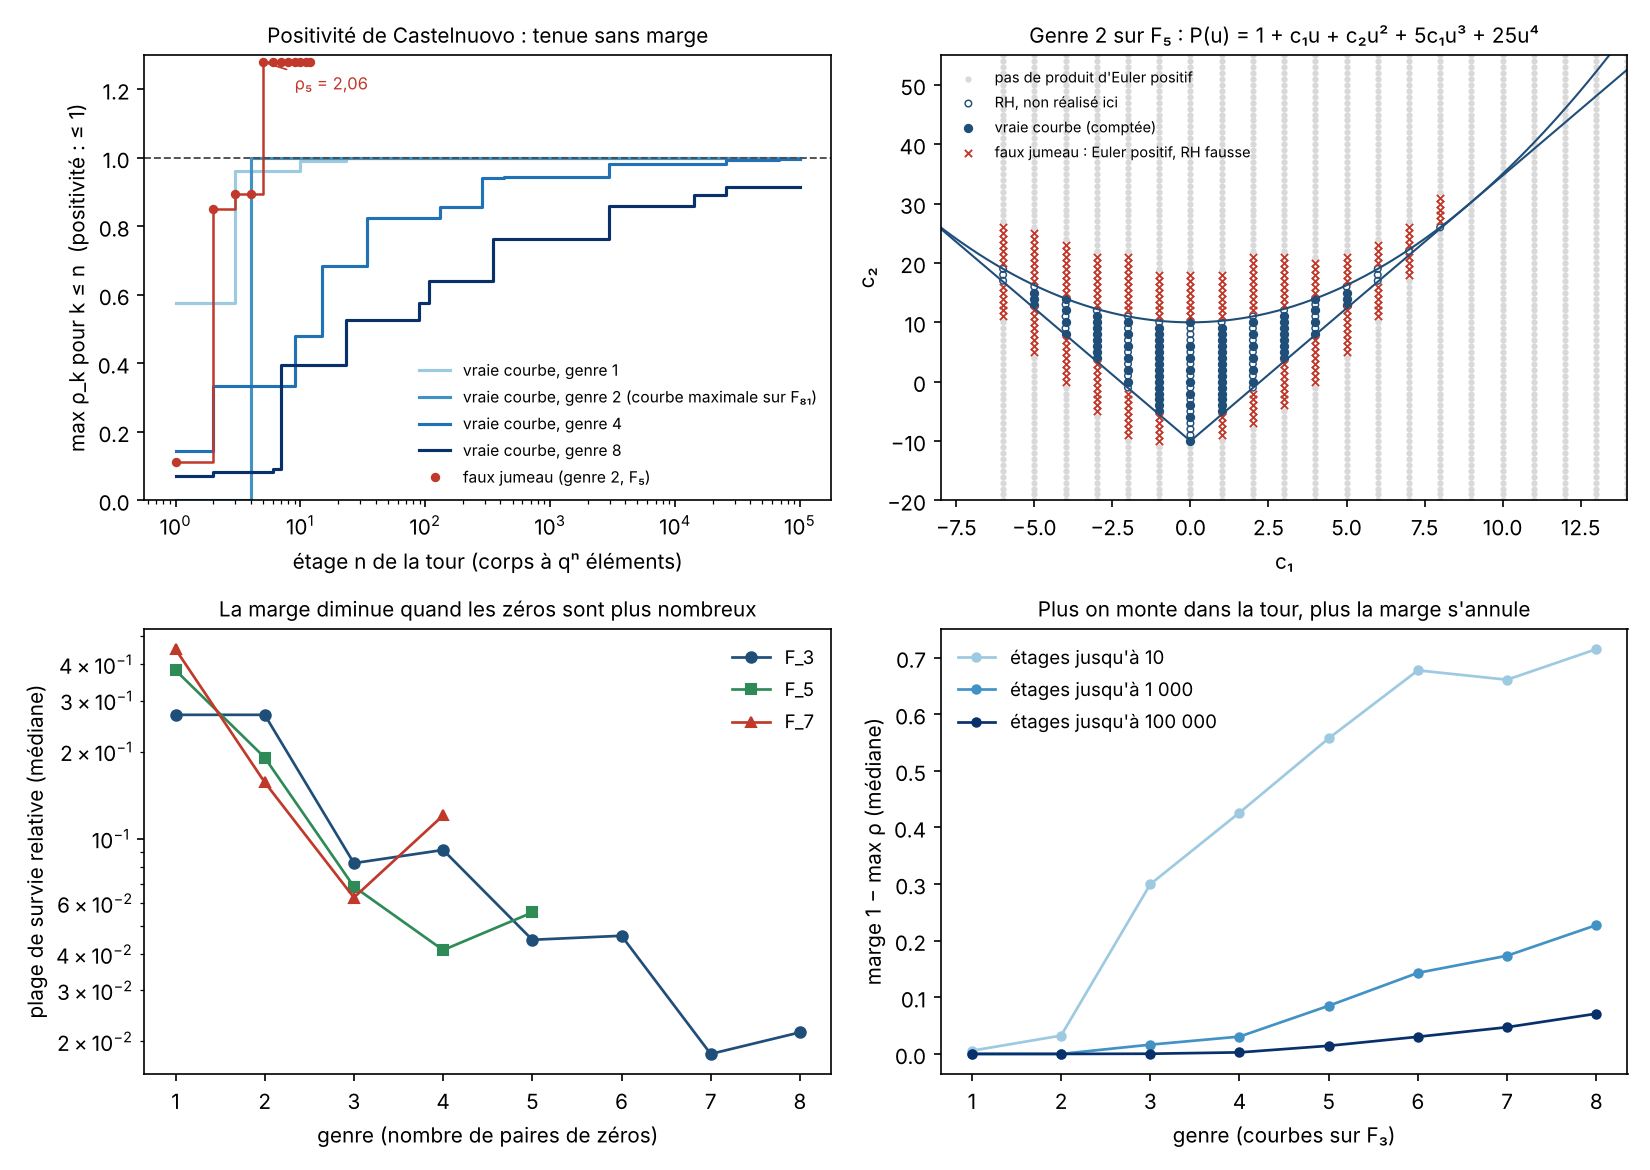 Positivité de Castelnuovo : tenue sans marge
max ρ_k pour k ≤ n (positivité : ≤ 1)
1.2
1.0
0.8
0.6
0.4
0.2
0.0
ρ₅ = 2,06
vraie courbe, genre 1
vraie courbe, genre 2 (courbe maximale sur F₈₁)
vraie courbe, genre 4
vraie courbe, genre 8
faux jumeau (genre 2, F₅)
10⁰ 10¹ 10² 10³ 10⁴ 10⁵
étage n de la tour (corps à qⁿ éléments)
Genre 2 sur F₅ : P(u) = 1 + c₁u + c₂u² + 5c₁u³ + 25u⁴
c₂
50
40
30
20
10
0
−10
−20
pas de produit d'Euler positif
RH, non réalisé ici
vraie courbe (comptée)
faux jumeau : Euler positif, RH fausse
−7.5 −5.0 −2.5 0.0 2.5 5.0 7.5 10.0 12.5
c₁
La marge diminue quand les zéros sont plus nombreux
plage de survie relative (médiane)
4 × 10⁻¹
3 × 10⁻¹
2 × 10⁻¹
10⁻¹
6 × 10⁻²
4 × 10⁻²
3 × 10⁻²
2 × 10⁻²
F_3
F_5
F_7
1 2 3 4 5 6 7 8
genre (nombre de paires de zéros)
Plus on monte dans la tour, plus la marge s'annule
marge 1 − max ρ (médiane)
0.7
0.6
0.5
0.4
0.3
0.2
0.1
0.0
étages jusqu'à 10
étages jusqu'à 1 000
étages jusqu'à 100 000
1 2 3 4 5 6 7 8
genre (courbes sur F₃)